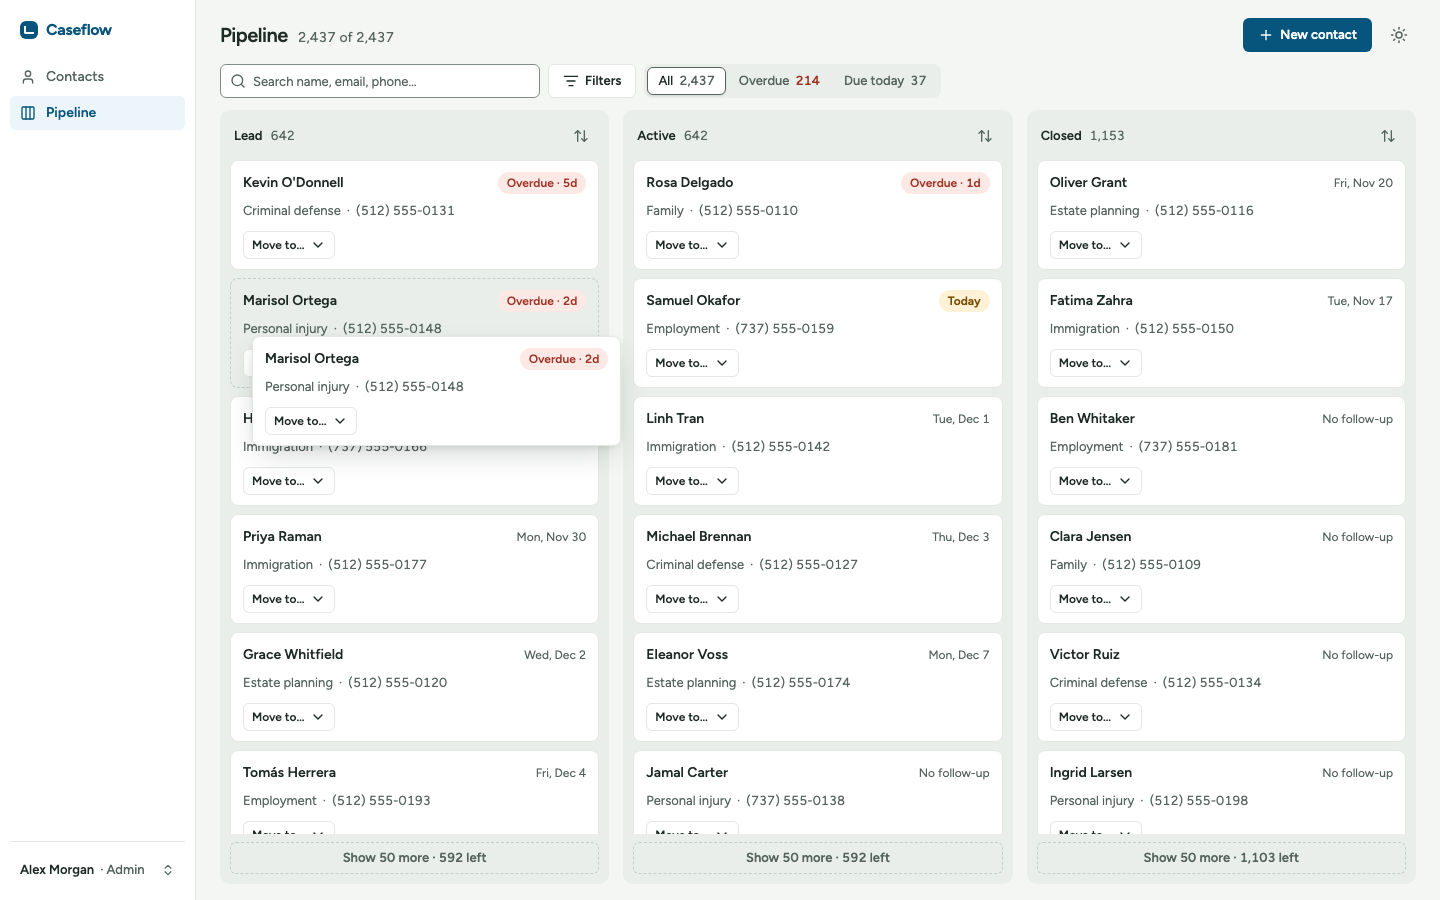 Caseflow
Contacts
Pipeline
Alex Morgan · Admin
Pipeline 2,437 of 2,437
New contact
Search name, email, phone...
Filters
All 2,437
Overdue 214
Due today 37
Lead 642
Kevin O'Donnell
Overdue · 5d
Criminal defense · (512) 555-0131
Move to...
Marisol Ortega
Overdue · 2d
Personal injury · (512) 555-0148
Marisol Ortega
Overdue · 2d
Personal injury · (512) 555-0148
Move to...
H
Immigration · (737) 555-0166
Move to...
Priya Raman
Mon, Nov 30
Immigration · (512) 555-0177
Move to...
Grace Whitfield
Wed, Dec 2
Estate planning · (512) 555-0120
Move to...
Tomás Herrera
Fri, Dec 4
Employment · (512) 555-0193
Move to...
Show 50 more · 592 left
Active 642
Rosa Delgado
Overdue · 1d
Family · (512) 555-0110
Move to...
Samuel Okafor
Today
Employment · (737) 555-0159
Move to...
Linh Tran
Tue, Dec 1
Immigration · (512) 555-0142
Move to...
Michael Brennan
Thu, Dec 3
Criminal defense · (512) 555-0127
Move to...
Eleanor Voss
Mon, Dec 7
Estate planning · (512) 555-0174
Move to...
Jamal Carter
No follow-up
Personal injury · (737) 555-0138
Move to...
Show 50 more · 592 left
Closed 1,153
Oliver Grant
Fri, Nov 20
Estate planning · (512) 555-0116
Move to...
Fatima Zahra
Tue, Nov 17
Immigration · (512) 555-0150
Move to...
Ben Whitaker
No follow-up
Employment · (737) 555-0181
Move to...
Clara Jensen
No follow-up
Family · (512) 555-0109
Move to...
Victor Ruiz
No follow-up
Criminal defense · (512) 555-0134
Move to...
Ingrid Larsen
No follow-up
Personal injury · (512) 555-0198
Move to...
Show 50 more · 1,103 left